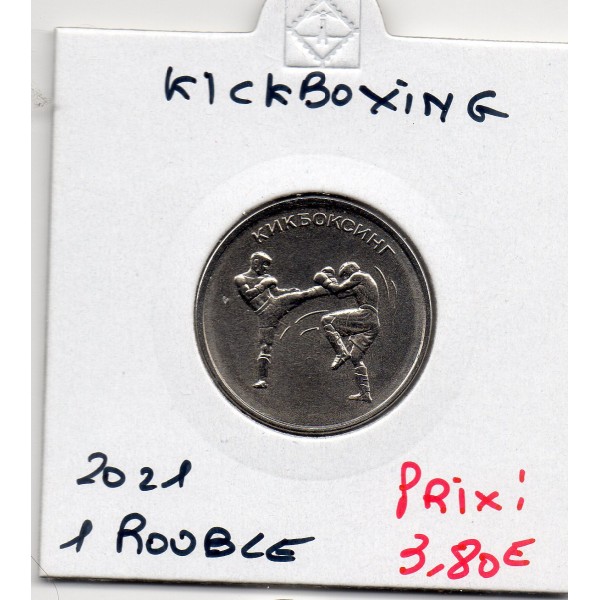 KICKBOXING
КИКБОКСИНГ
2021
1 ROUBLE
PRIX:
3,80€